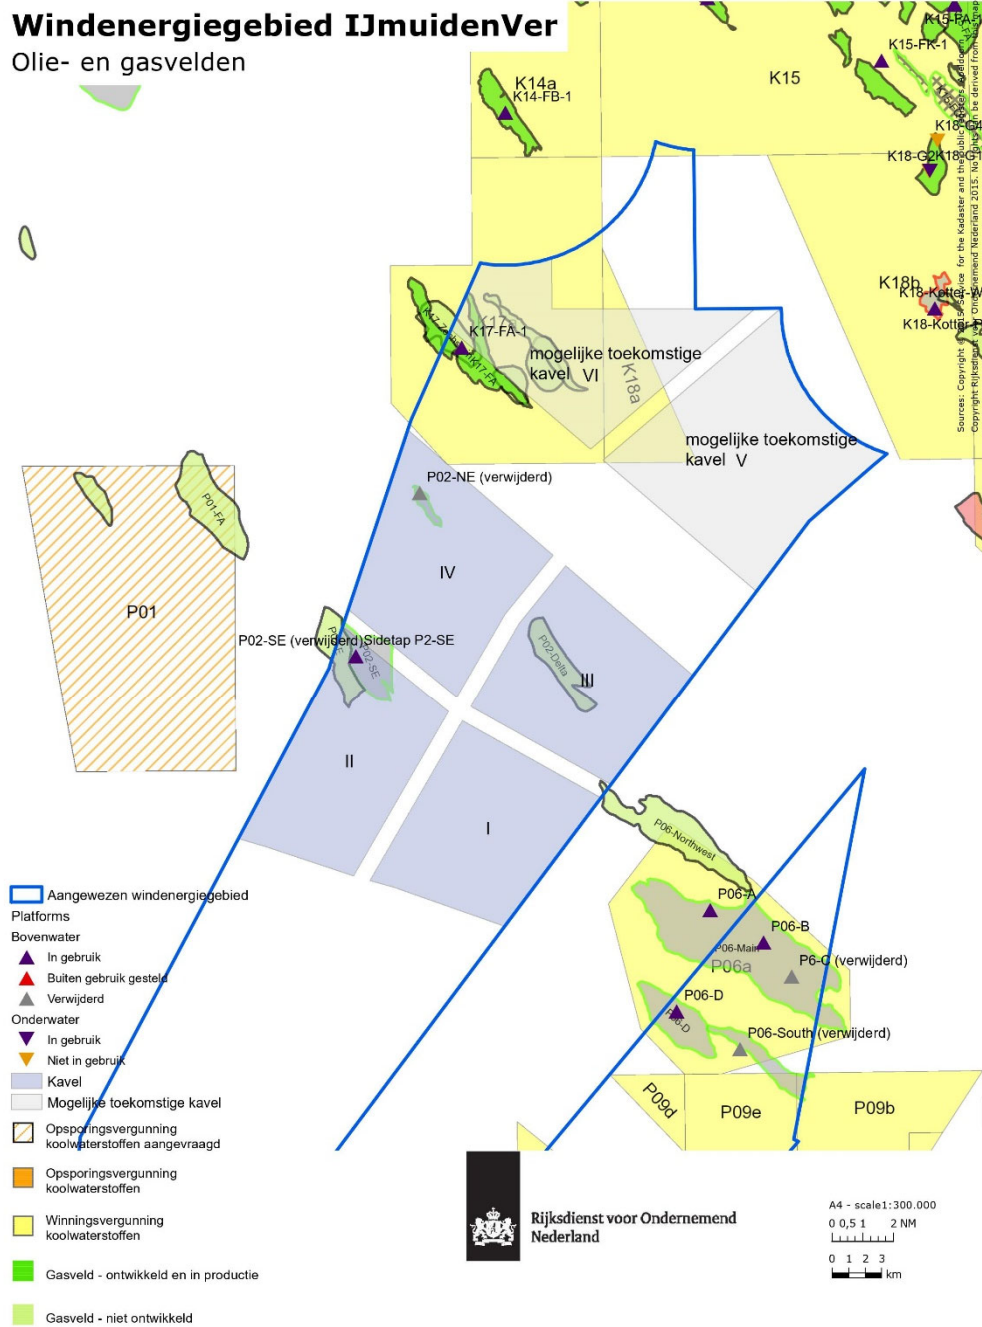 Windenergiegebied IJmuidenVer
Olie- en gasvelden
K15-FA-1
K15-FK-1
K14a
K14-FB-1
K15
K18-G2
K18b
K17-FA-1
K17-FA
mogelijke toekomstige
kavel VI
K18a
mogelijke toekomstige
kavel V
P02-NE (verwijderd)
P01-FA
IV
P01
P02-SE (verwijderd)
Sidetap P2-SE
P02-SE
P02-Delta
III
II
I
P06-Northwest
P06-A
P06-B
P06-Main
P06a
P6-C (verwijderd)
P06-D
P06-D
P06-South (verwijderd)
P09d
P09e
P09b
Aangewezen windenergiegebied
Platforms
Bovenwater
In gebruik
Buiten gebruik gesteld
Verwijderd
Onderwater
In gebruik
Niet in gebruik
Kavel
Mogelijke toekomstige kavel
Opsporingsvergunning
koolwaterstoffen aangevraagd
Opsporingsvergunning
koolwaterstoffen
Winningsvergunning
koolwaterstoffen
Gasveld - ontwikkeld en in productie
Gasveld - niet ontwikkeld
Rijksdienst voor Ondernemend
Nederland
A4 - scale1:300.000
0 0,5 1 2 NM
0 1 2 3
km